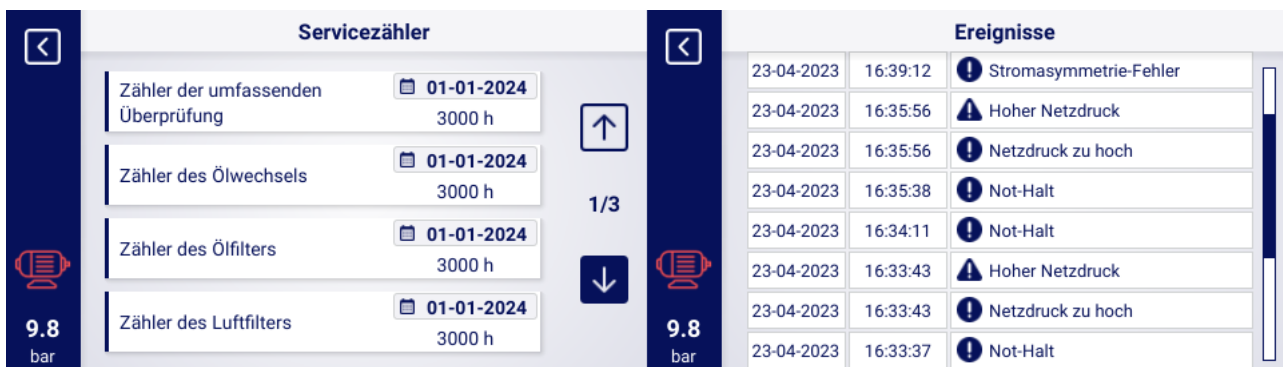 Servicezähler
Zähler der umfassenden
Überprüfung
01-01-2024
3000 h
Zähler des Ölwechsels
01-01-2024
3000 h
Zähler des Ölfilters
01-01-2024
3000 h
Zähler des Luftfilters
01-01-2024
3000 h
1/3
9.8
bar
Ereignisse
23-04-2023 16:39:12 Stromasymmetrie-Fehler
23-04-2023 16:35:56 Hoher Netzdruck
23-04-2023 16:35:56 Netzdruck zu hoch
23-04-2023 16:35:38 Not-Halt
23-04-2023 16:34:11 Not-Halt
23-04-2023 16:33:43 Hoher Netzdruck
23-04-2023 16:33:43 Netzdruck zu hoch
23-04-2023 16:33:37 Not-Halt
9.8
bar